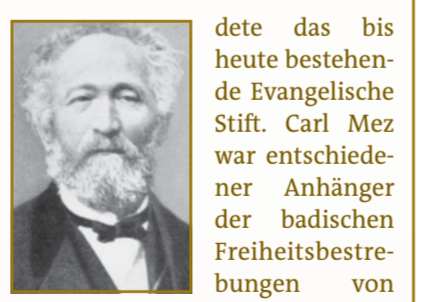 dete das bis
heute bestehen-
de Evangelische
Stift. Carl Mez
war entschiede-
ner Anhänger
der badischen
Freiheitsbestre-
bungen von